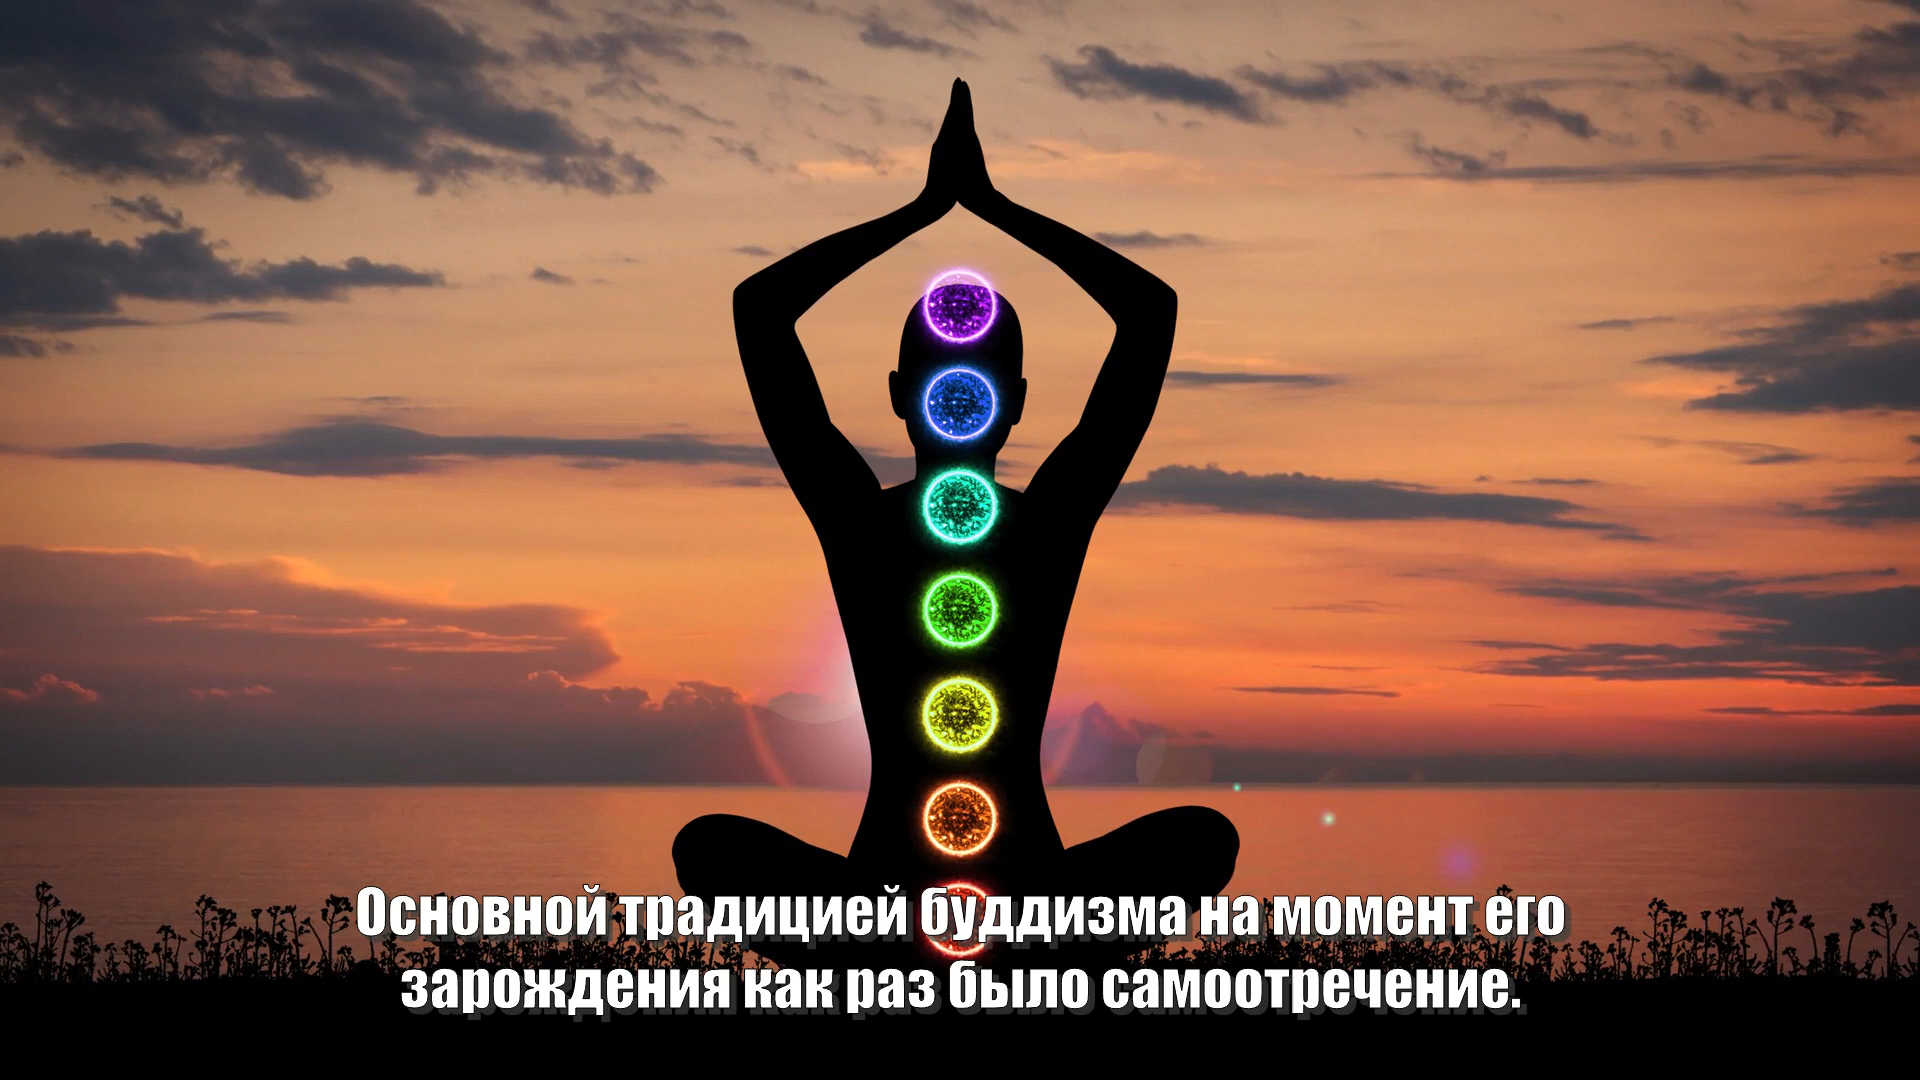 Основной традицией буддизма на момент его
зарождения как раз было самоотречение.